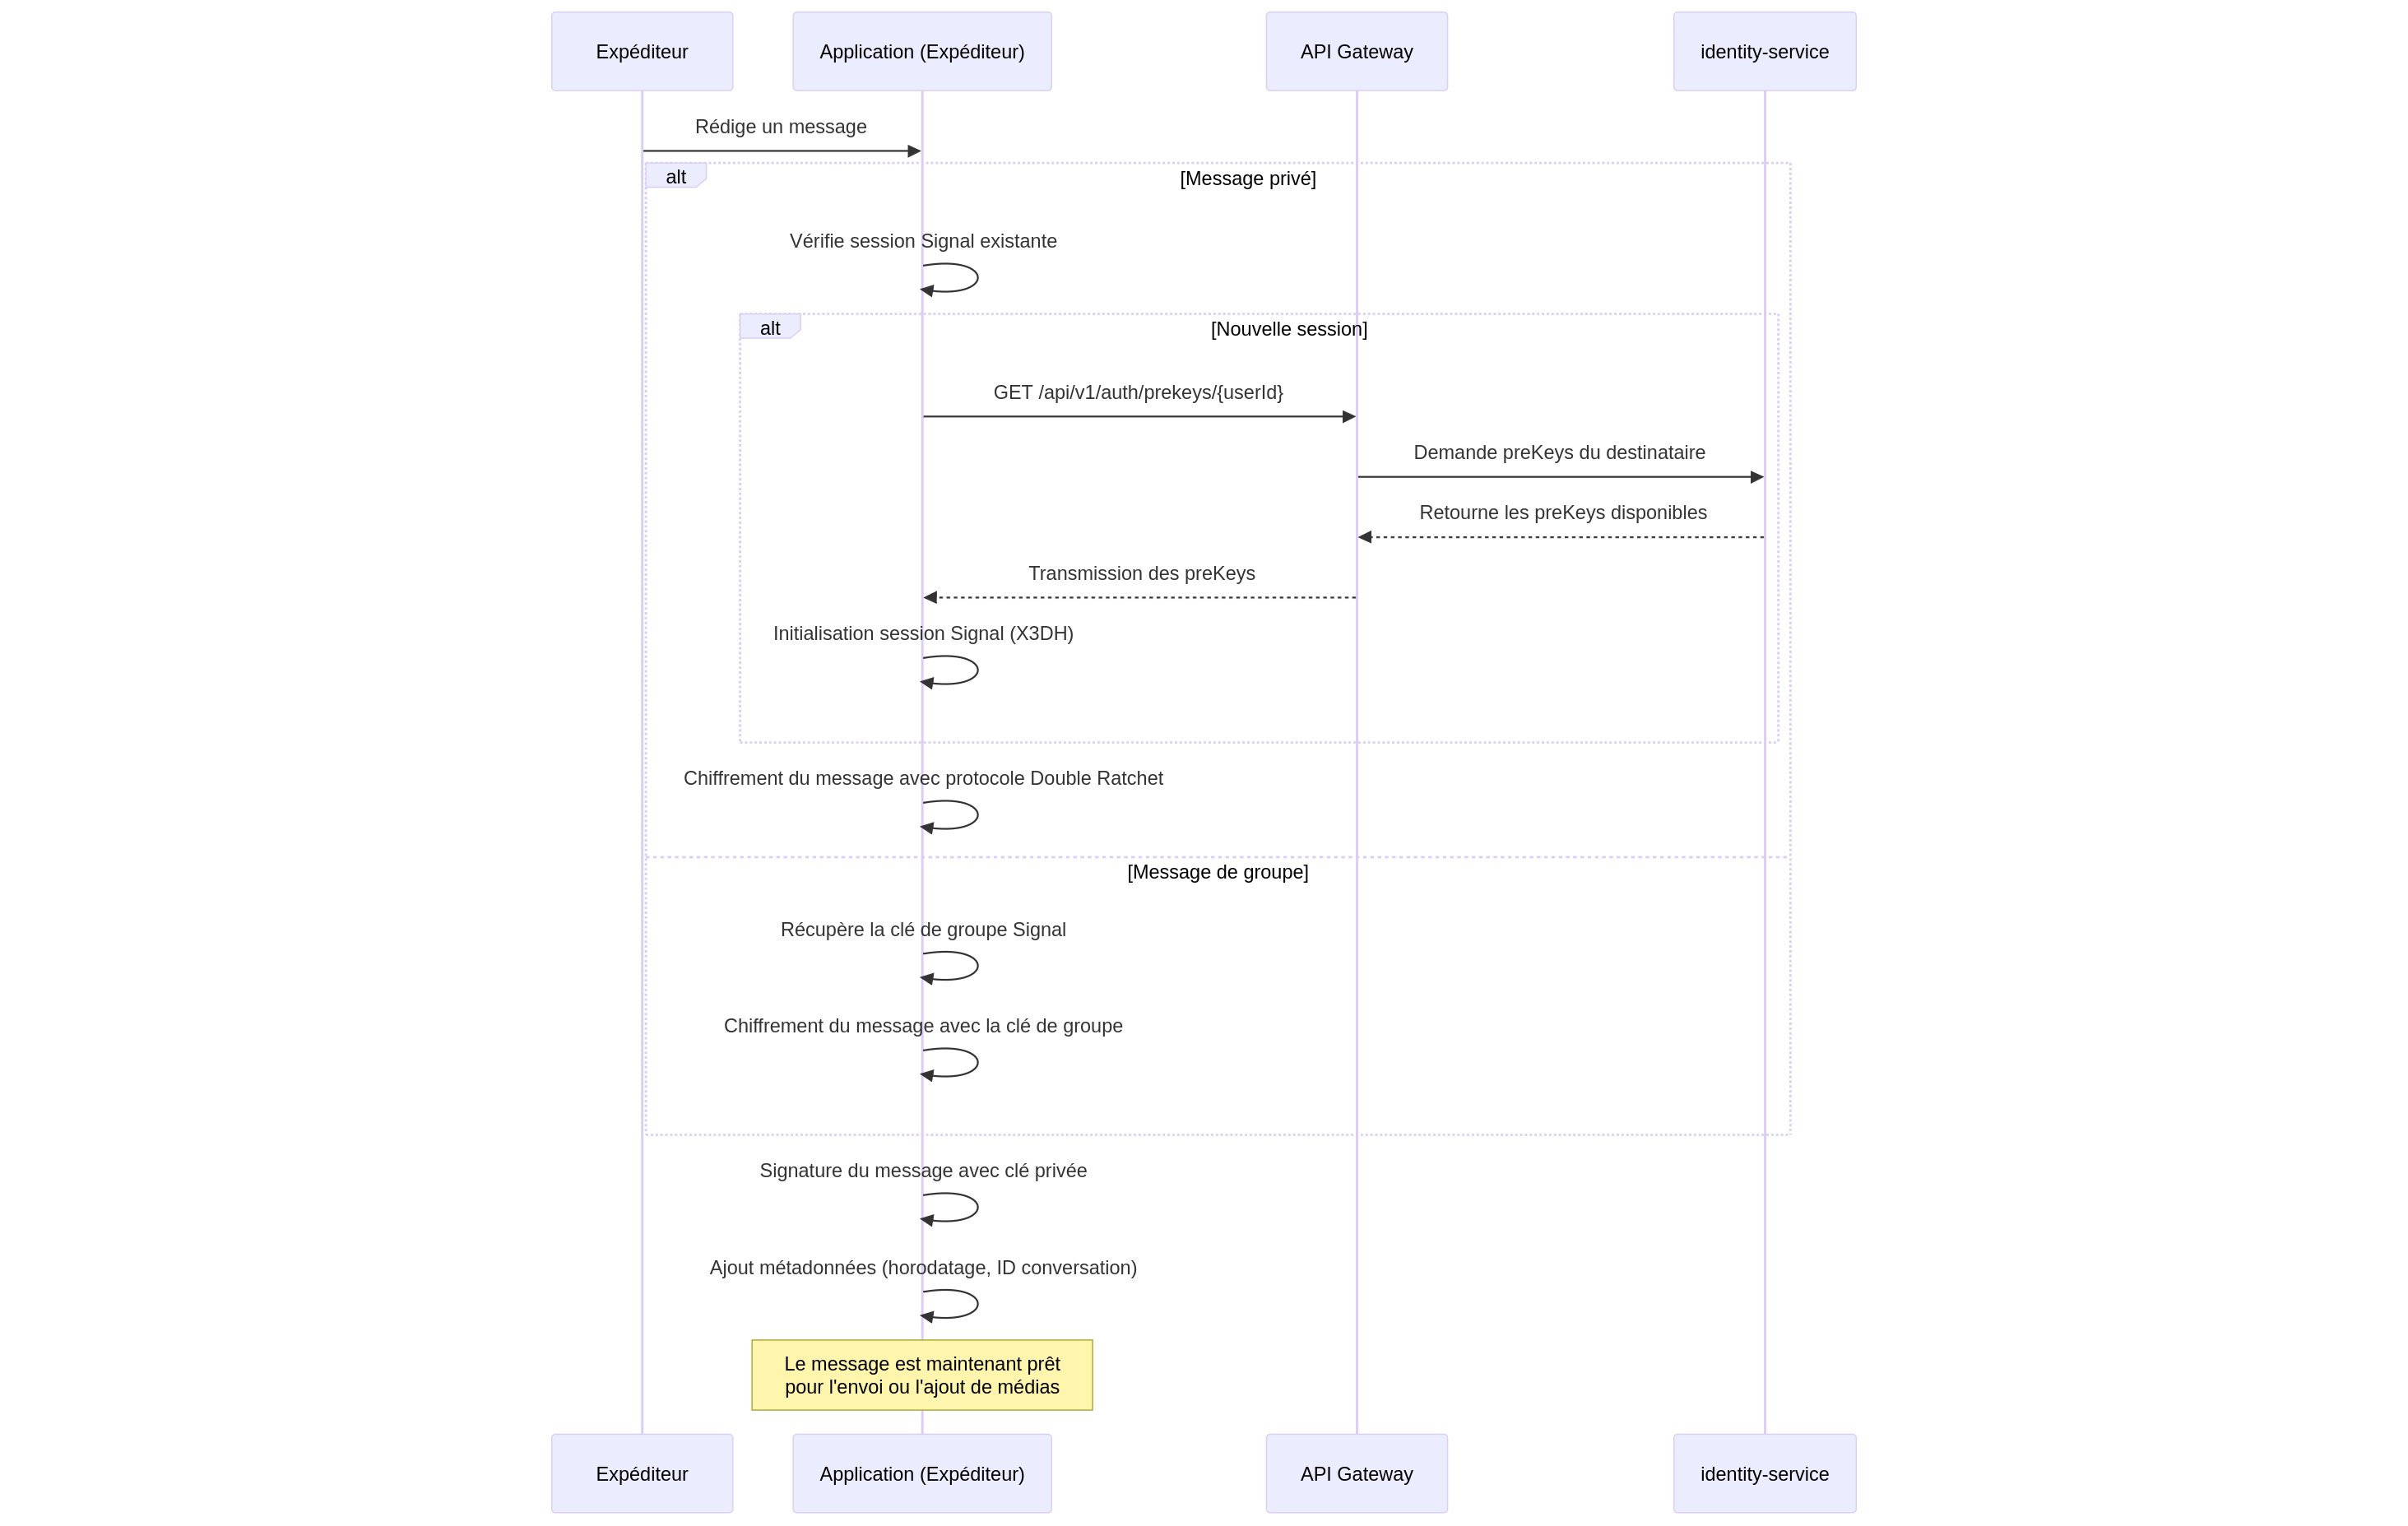 Expéditeur
Application (Expéditeur)
API Gateway
identity-service
Rédige un message
alt
[Message privé]
Vérifie session Signal existante
alt
[Nouvelle session]
GET /api/v1/auth/prekeys/{userId}
Demande preKeys du destinataire
Retourne les preKeys disponibles
Transmission des preKeys
Initialisation session Signal (X3DH)
Chiffrement du message avec protocole Double Ratchet
[Message de groupe]
Récupère la clé de groupe Signal
Chiffrement du message avec la clé de groupe
Signature du message avec clé privée
Ajout métadonnées (horodatage, ID conversation)
Le message est maintenant prêt
pour l'envoi ou l'ajout de médias
Expéditeur
Application (Expéditeur)
API Gateway
identity-service